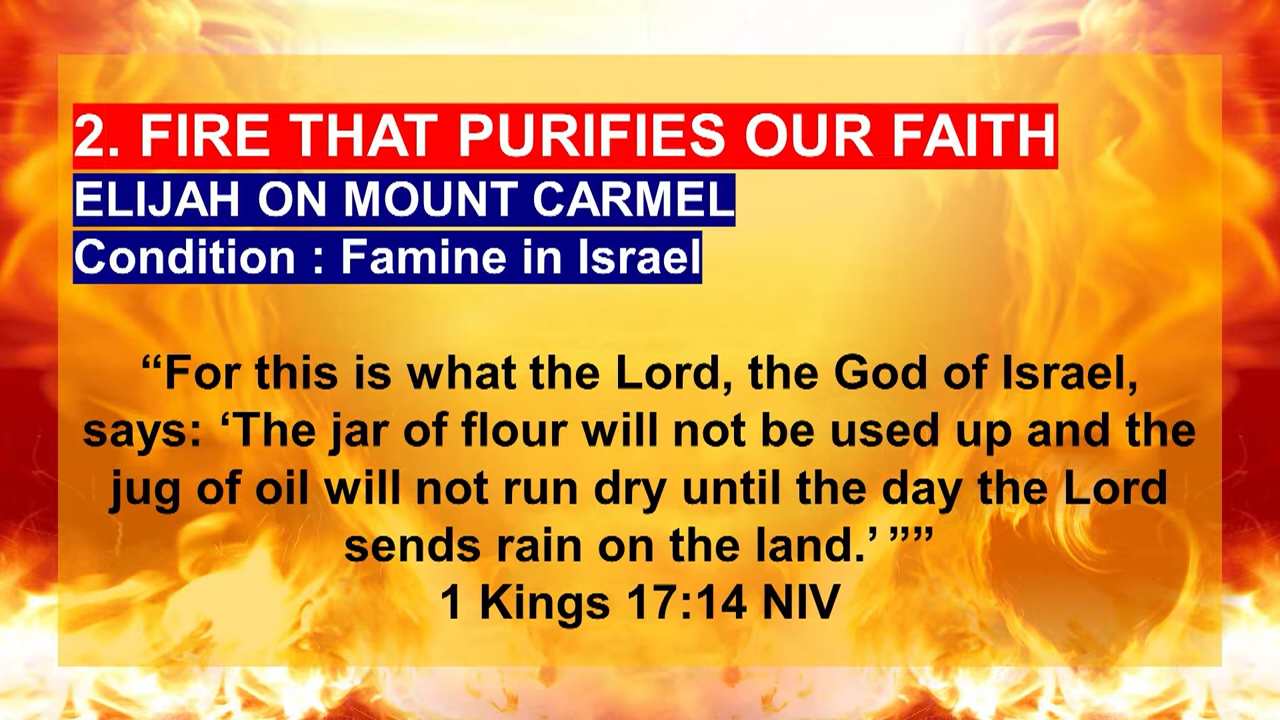 2. FIRE THAT PURIFIES OUR FAITH
ELIJAH ON MOUNT CARMEL
Condition : Famine in Israel
“For this is what the Lord, the God of Israel,
says: ‘The jar of flour will not be used up and the
jug of oil will not run dry until the day the Lord
sends rain on the land.’ ””
1 Kings 17:14 NIV